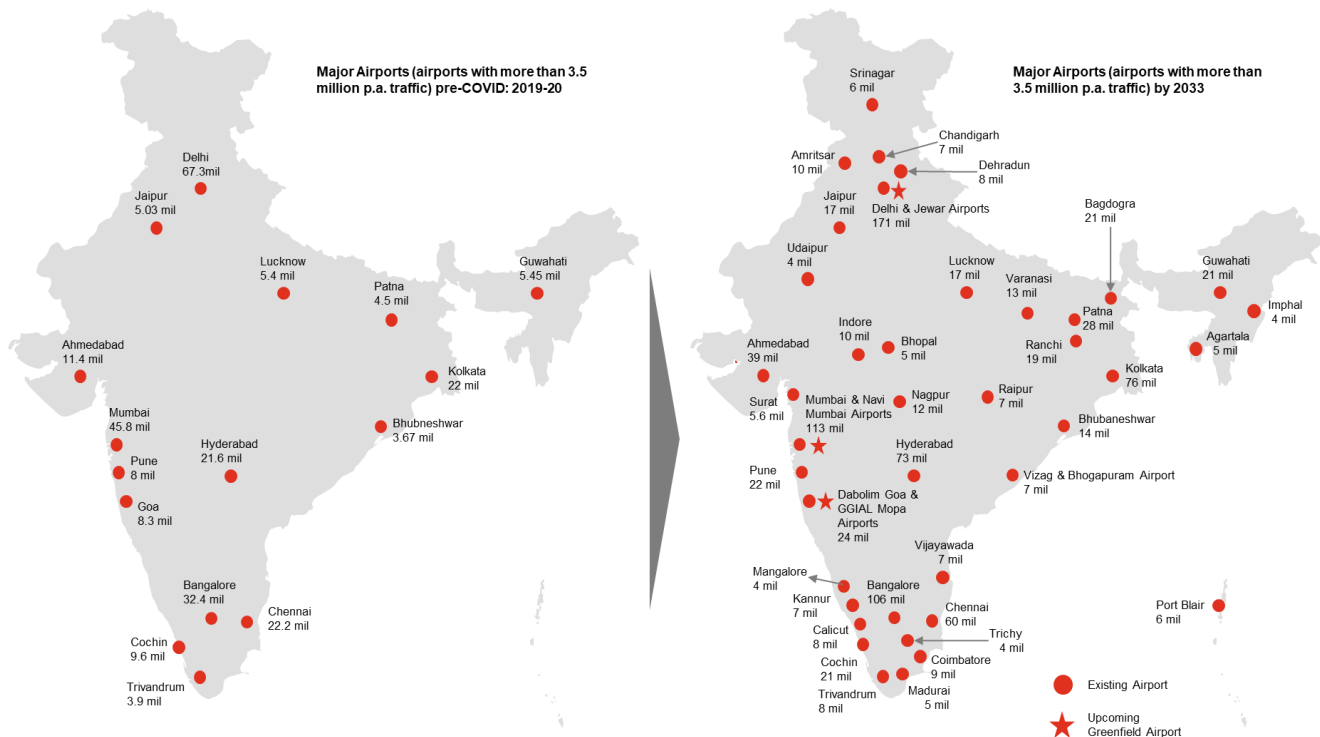 Major Airports (airports with more than 3.5
million p.a. traffic) pre-COVID: 2019-20
Delhi
67.3mil
Jaipur
5.03 mil
Lucknow
5.4 mil
Guwahati
5.45 mil
Patna
4.5 mil
Ahmedabad
11.4 mil
Kolkata
22 mil
Mumbai
45.8 mil
Bhubneshwar
3.67 mil
Hyderabad
21.6 mil
Pune
8 mil
Goa
8.3 mil
Bangalore
32.4 mil
Chennai
22.2 mil
Cochin
9.6 mil
Trivandrum
3.9 mil
Major Airports (airports with more than
3.5 million p.a. traffic) by 2033
Srinagar
6 mil
Chandigarh
7 mil
Amritsar
10 mil
Dehradun
8 mil
Jaipur
17 mil
Delhi & Jewar Airports
171 mil
Bagdogra
21 mil
Udaipur
4 mil
Lucknow
17 mil
Varanasi
13 mil
Guwahati
21 mil
Imphal
4 mil
Patna
28 mil
Indore
10 mil
Bhopal
5 mil
Ranchi
19 mil
Agartala
5 mil
Ahmedabad
39 mil
Kolkata
76 mil
Surat
5.6 mil
Mumbai & Navi
Mumbai Airports
113 mil
Nagpur
12 mil
Raipur
7 mil
Bhubaneshwar
14 mil
Hyderabad
73 mil
Pune
22 mil
Vizag & Bhogapuram Airport
7 mil
Dabolim Goa &
GGIAL Mopa
Airports
24 mil
Vijayawada
7 mil
Mangalore
4 mil
Bangalore
106 mil
Kannur
7 mil
Chennai
60 mil
Port Blair
6 mil
Calicut
8 mil
Trichy
4 mil
Cochin
21 mil
Coimbatore
9 mil
Trivandrum
8 mil
Madurai
5 mil
Existing Airport
Upcoming
Greenfield Airport